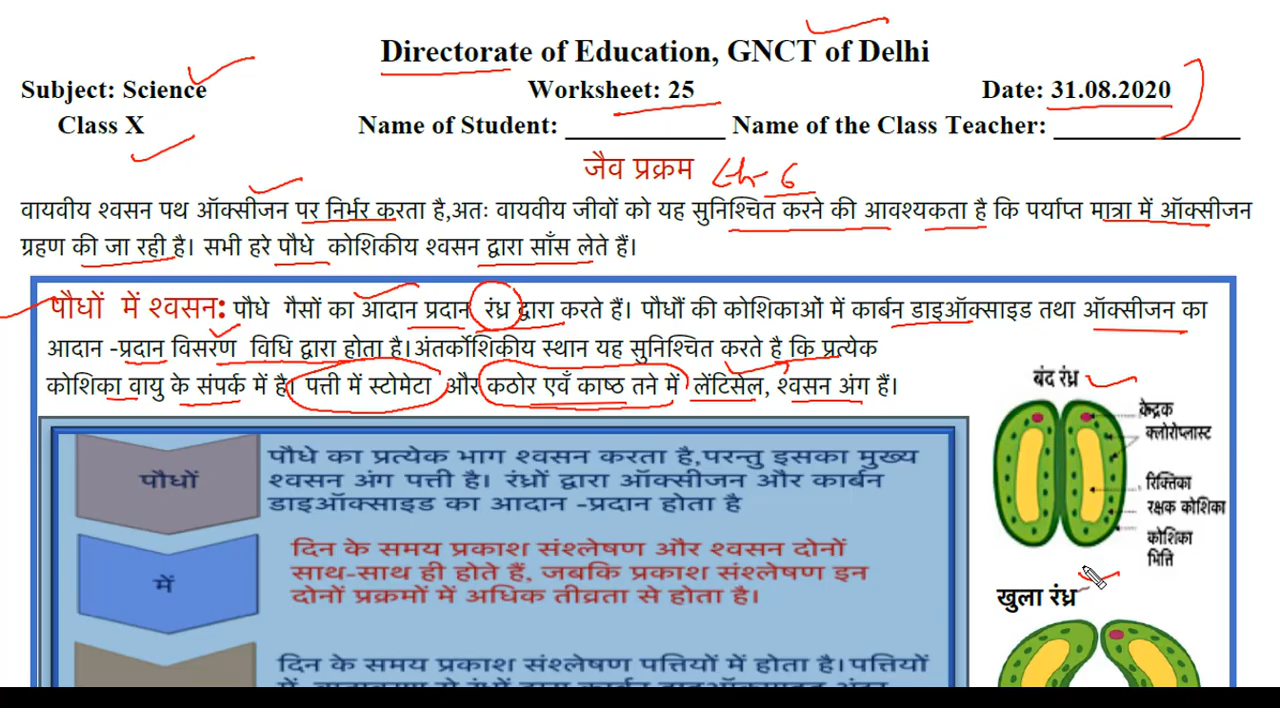 Directorate of Education, GNCT of Delhi
Subject: Science Worksheet: 25 Date: 31.08.2020
Class X Name of Student: ____________ Name of the Class Teacher: ______________
जैव प्रक्रम Ch-6
वायवीय श्वसन पथ ऑक्सीजन पर निर्भर करता है,अतः वायवीय जीवों को यह सुनिश्चित करने की आवश्यकता है कि पर्याप्त मात्रा में ऑक्सीजन
ग्रहण की जा रही है। सभी हरे पौधे कोशिकीय श्वसन द्वारा साँस लेते हैं।
पौधों में श्वसन: पौधे गैसों का आदान प्रदान रंध्र द्वारा करते हैं। पौधौं की कोशिकाओं में कार्बन डाइऑक्साइड तथा ऑक्सीजन का
आदान -प्रदान विसरण विधि द्वारा होता है।अंतर्कोशिकीय स्थान यह सुनिश्चित करते है कि प्रत्येक
कोशिका वायु के संपर्क में है। पत्ती में स्टोमेटा और कठोर एवँ काष्ठ तने में लेंटिसेल, श्वसन अंग हैं।
पौधों
पौधे का प्रत्येक भाग श्वसन करता है,परन्तु इसका मुख्य
श्वसन अंग पत्ती है। रंध्रों द्वारा ऑक्सीजन और कार्बन
डाइऑक्साइड का आदान -प्रदान होता है
में
दिन के समय प्रकाश संश्लेषण और श्वसन दोनों
साथ-साथ ही होते हैं, जबकि प्रकाश संश्लेषण इन
दोनों प्रक्रमों में अधिक तीव्रता से होता है।
दिन के समय प्रकाश संश्लेषण पत्तियों में होता है।पत्तियों
बंद रंध्र
केन्द्रक
क्लोरोप्लास्ट
रिक्तिका
रक्षक कोशिका
कोशिका
भित्ति
खुला रंध्र